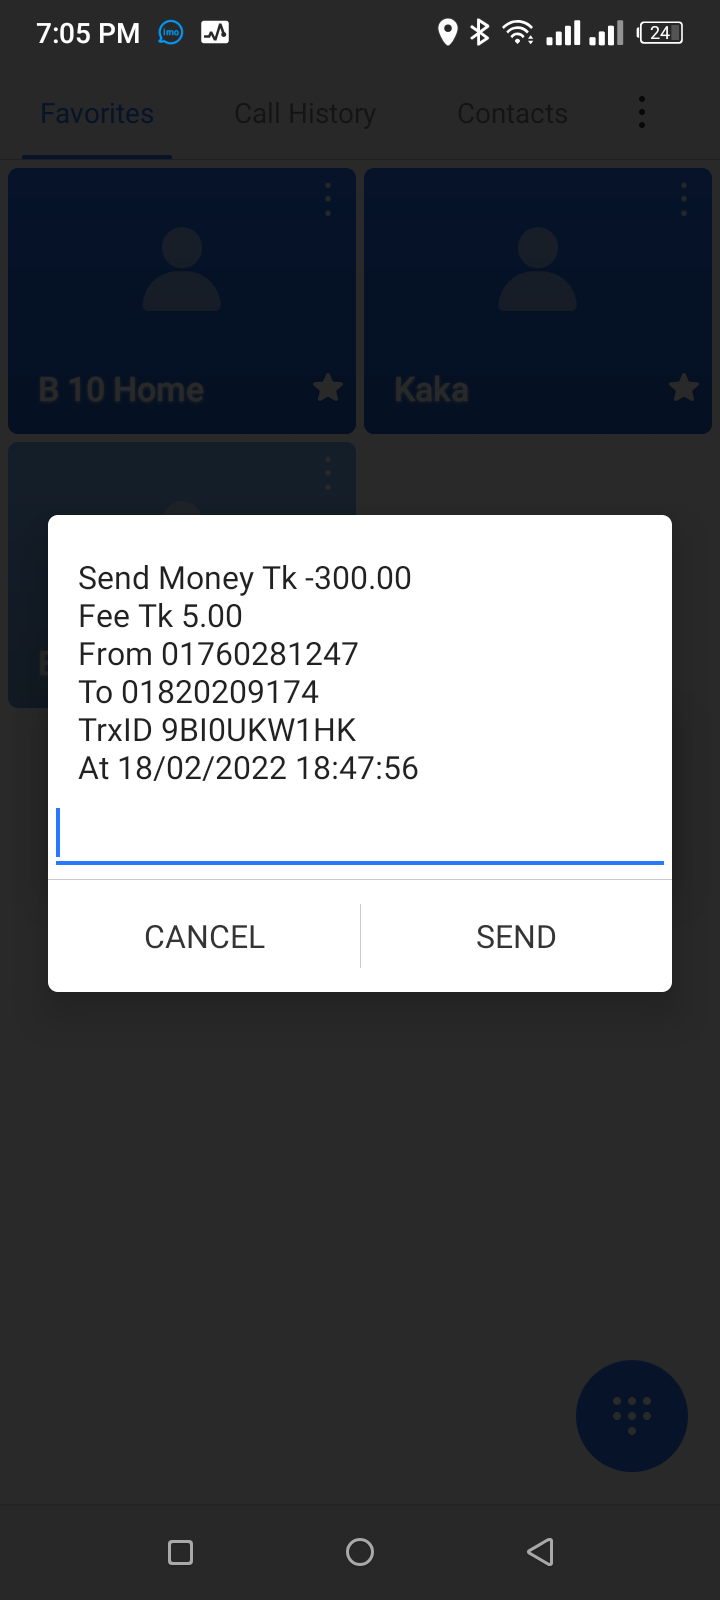 7:05 PM
imo
24
Favorites
Call History
Contacts
B 10 Home
Kaka
Send Money Tk -300.00
Fee Tk 5.00
From 01760281247
To 01820209174
TrxID 9BI0UKW1HK
At 18/02/2022 18:47:56
CANCEL
SEND